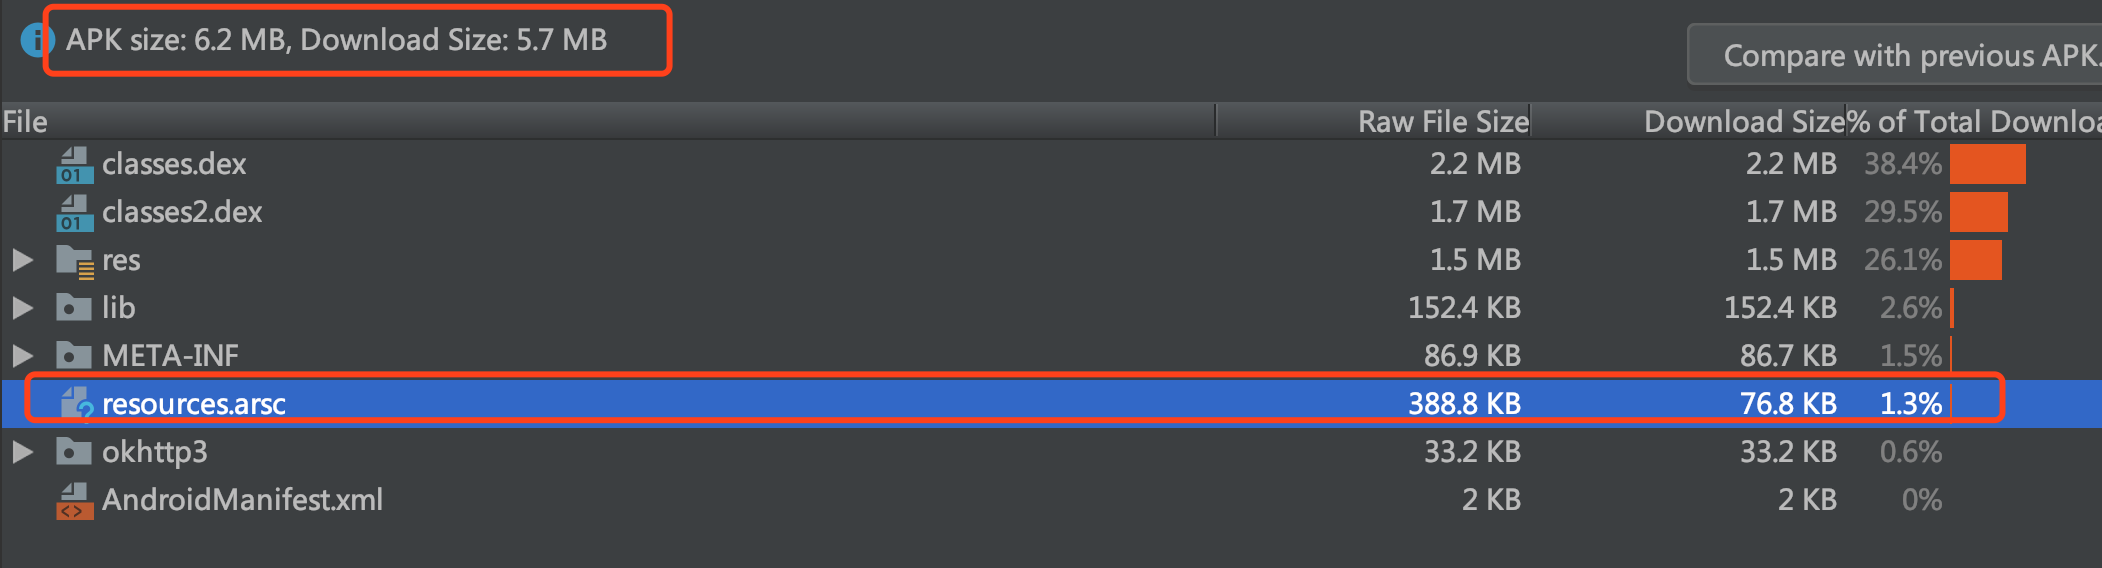 APK size: 6.2 MB, Download Size: 5.7 MB
Compare with previous APK.
File Raw File Size Download Size % of Total Downloa
classes.dex 2.2 MB 2.2 MB 38.4%
classes2.dex 1.7 MB 1.7 MB 29.5%
res 1.5 MB 1.5 MB 26.1%
lib 152.4 KB 152.4 KB 2.6%
META-INF 86.9 KB 86.7 KB 1.5%
resources.arsc 388.8 KB 76.8 KB 1.3%
okhttp3 33.2 KB 33.2 KB 0.6%
AndroidManifest.xml 2 KB 2 KB 0%